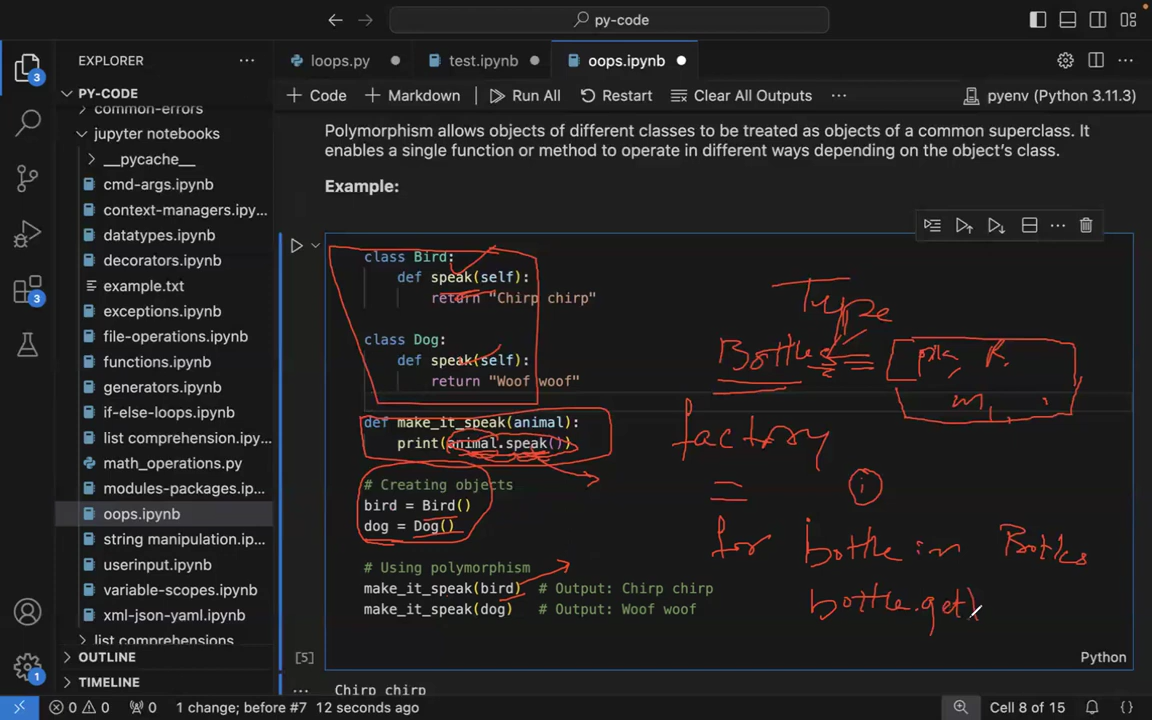 py-code
EXPLORER
loops.py
test.ipynb
oops.ipynb
PY-CODE
common-errors
jupyter notebooks
__pycache__
cmd-args.ipynb
context-managers.ipy...
datatypes.ipynb
decorators.ipynb
example.txt
exceptions.ipynb
file-operations.ipynb
functions.ipynb
generators.ipynb
if-else-loops.ipynb
list comprehension.ipy...
math_operations.py
modules-packages.ip...
oops.ipynb
string manipulation.ip...
userinput.ipynb
variable-scopes.ipynb
xml-json-yaml.ipynb
list comprehensions
OUTLINE
TIMELINE
3
3
1
Code
Markdown
Run All
Restart
Clear All Outputs
pyenv (Python 3.11.3)
Polymorphism allows objects of different classes to be treated as objects of a common superclass. It
enables a single function or method to operate in different ways depending on the object's class.
Example:
class Bird:
def speak(self):
return "Chirp chirp"
class Dog:
def speak(self):
return "Woof woof"
def make_it_speak(animal):
print(animal.speak())
# Creating objects
bird = Bird()
dog = Dog()
# Using polymorphism
make_it_speak(bird) # Output: Chirp chirp
make_it_speak(dog) # Output: Woof woof
Type
factory
=
i
for bottle in Bottles
bottle.get)
[5]
Python
Chirp chirp
0 0 0 1 change; before #7 12 seconds ago
Cell 8 of 15